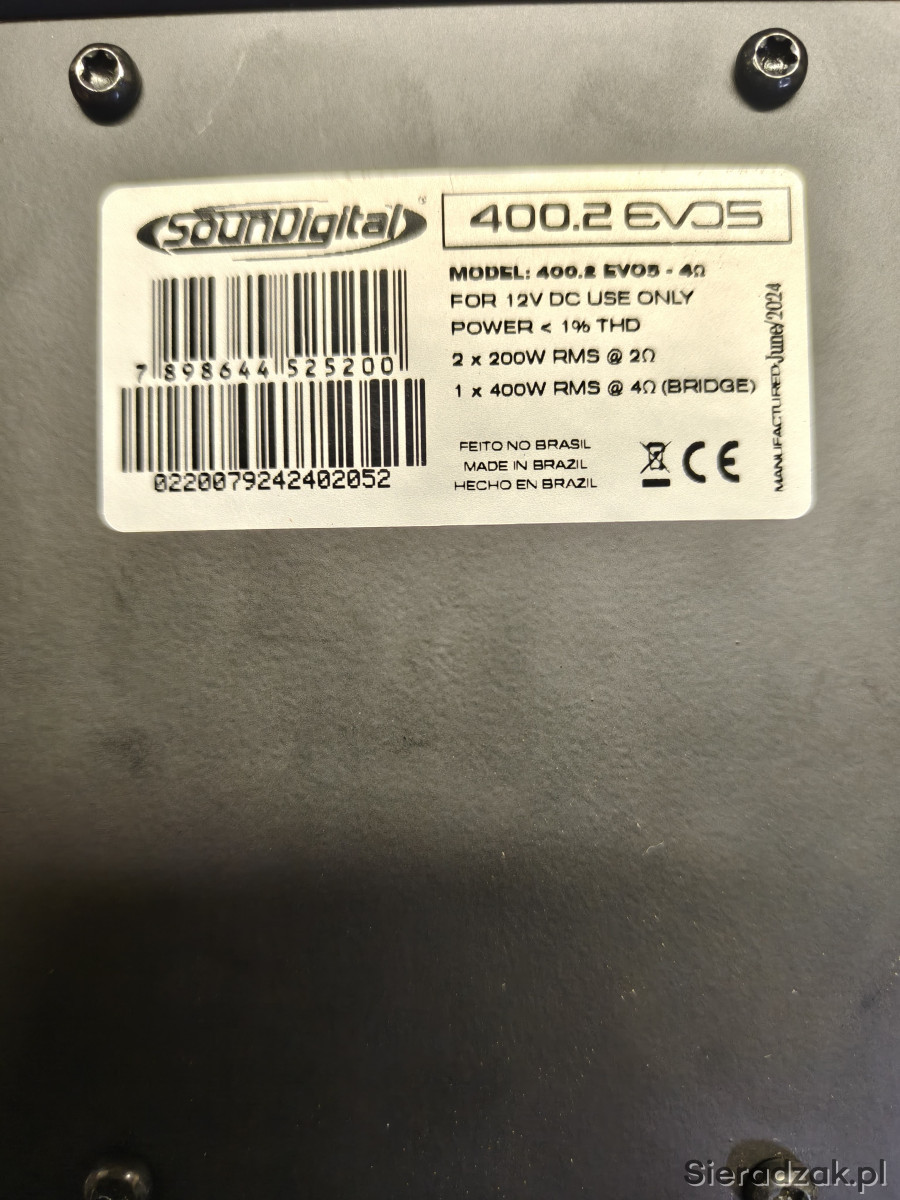 SounDigital®
400.2 EVO5
MODEL: 400.2 EVO5 - 4Ω
FOR 12V DC USE ONLY
POWER < 1% THD
2 x 200W RMS @ 2Ω
1 x 400W RMS @ 4Ω (BRIDGE)
7 898644 525200
0220079242402052
FEITO NO BRASIL
MADE IN BRAZIL
HECHO EN BRAZIL
CE
MANUFACTURED June/2024
Sieradzak.pl